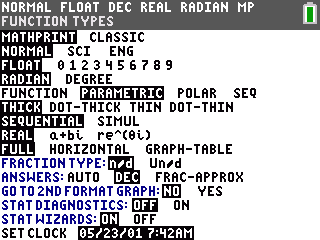 NORMAL FLOAT DEC REAL RADIAN MP
FUNCTION TYPES
MATHPRINT CLASSIC
NORMAL SCI ENG
FLOAT 0 1 2 3 4 5 6 7 8 9
RADIAN DEGREE
FUNCTION PARAMETRIC POLAR SEQ
THICK DOT-THICK THIN DOT-THIN
SEQUENTIAL SIMUL
REAL a+bi re^(θi)
FULL HORIZONTAL GRAPH-TABLE
FRACTION TYPE: n/d Un/d
ANSWERS: AUTO DEC FRAC-APPROX
GO TO 2ND FORMAT GRAPH: NO YES
STAT DIAGNOSTICS: OFF ON
STAT WIZARDS: ON OFF
SET CLOCK 05/23/01 7:42AM